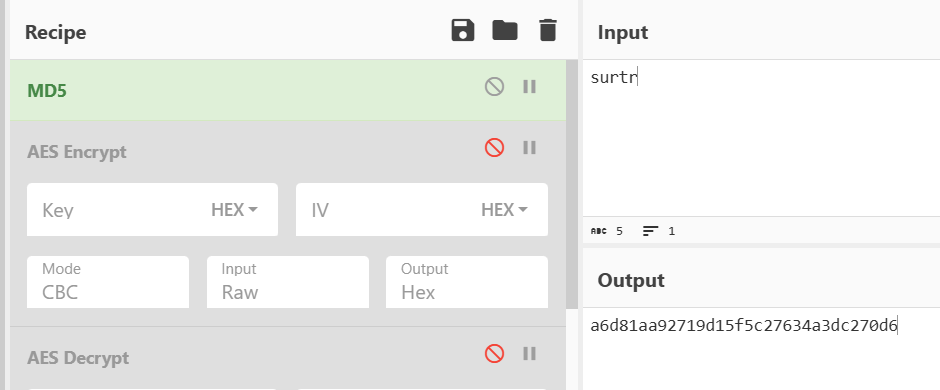 Recipe
MD5
AES Encrypt
Key HEX IV HEX
Mode Input Output
CBC Raw Hex
AES Decrypt
Input
surtr
ABC 5 1
Output
a6d81aa92719d15f5c27634a3dc270d6